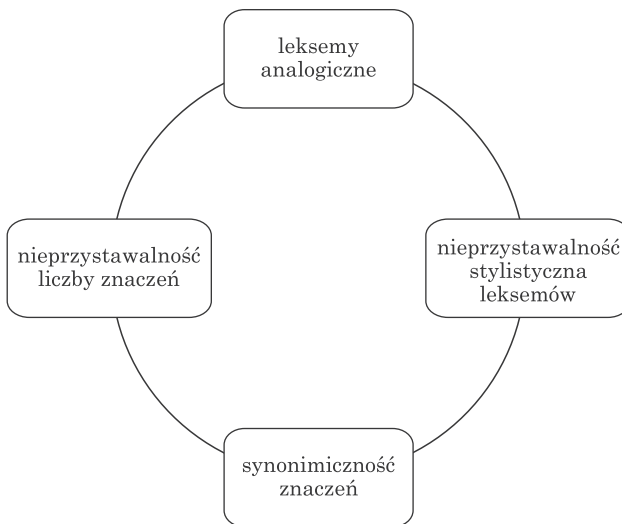 leksemy
analogiczne
nieprzystawalność
liczby znaczeń
nieprzystawalność
stylistyczna
leksemów
synonimiczność
znaczeń